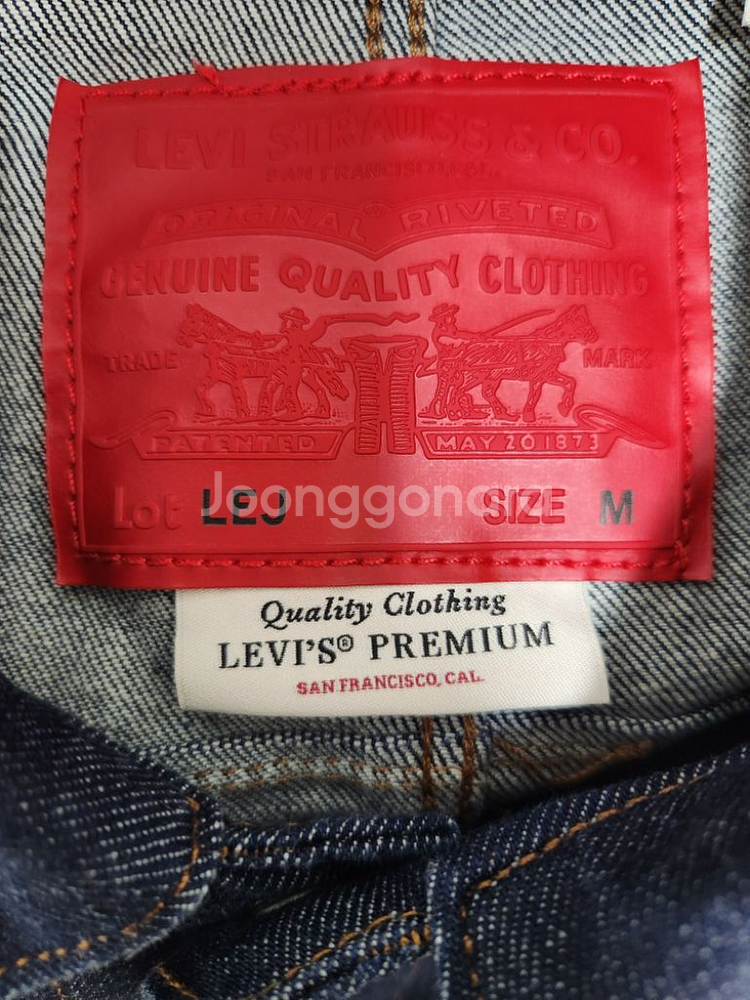 LEVI STRAUSS & CO.
SAN FRANCISCO, CAL.
ORIGINAL RIVETED
GENUINE QUALITY CLOTHING
TRADE MARK
PATENTED MAY 20 1873
Lot LEJ SIZE M
Joonggonara
Quality Clothing
LEVI'S® PREMIUM
SAN FRANCISCO, CAL.